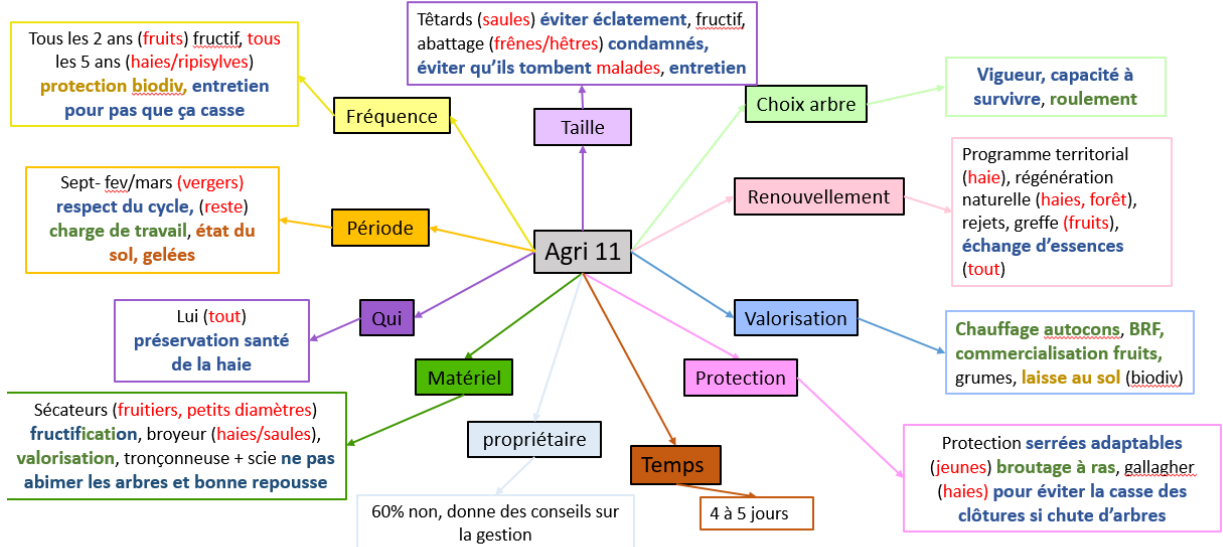 Tous les 2 ans (fruits) fructif, tous
les 5 ans (haies/ripisylves)
protection biodiv, entretien
pour pas que ça casse
Fréquence
Têtards (saules) éviter éclatement, fructif,
abattage (frênes/hêtres) condamnés,
éviter qu'ils tombent malades, entretien
Taille
Choix arbre
Vigueur, capacité à
survivre, roulement
Sept- fev/mars (vergers)
respect du cycle, (reste)
charge de travail, état du
sol, gelées
Période
Agri 11
Renouvellement
Programme territorial
(haie), régénération
naturelle (haies, forêt),
rejets, greffe (fruits),
échange d'essences
(tout)
Lui (tout)
préservation santé
de la haie
Qui
Valorisation
Chauffage autocons, BRF,
commercialisation fruits,
grumes, laisse au sol (biodiv)
Matériel
Sécateurs (fruitiers, petits diamètres)
fructification, broyeur (haies/saules),
valorisation, tronçonneuse + scie ne pas
abimer les arbres et bonne repousse
propriétaire
60% non, donne des conseils sur
la gestion
Temps
4 à 5 jours
Protection
Protection serrées adaptables
(jeunes) broutage à ras, gallagher
(haies) pour éviter la casse des
clôtures si chute d'arbres